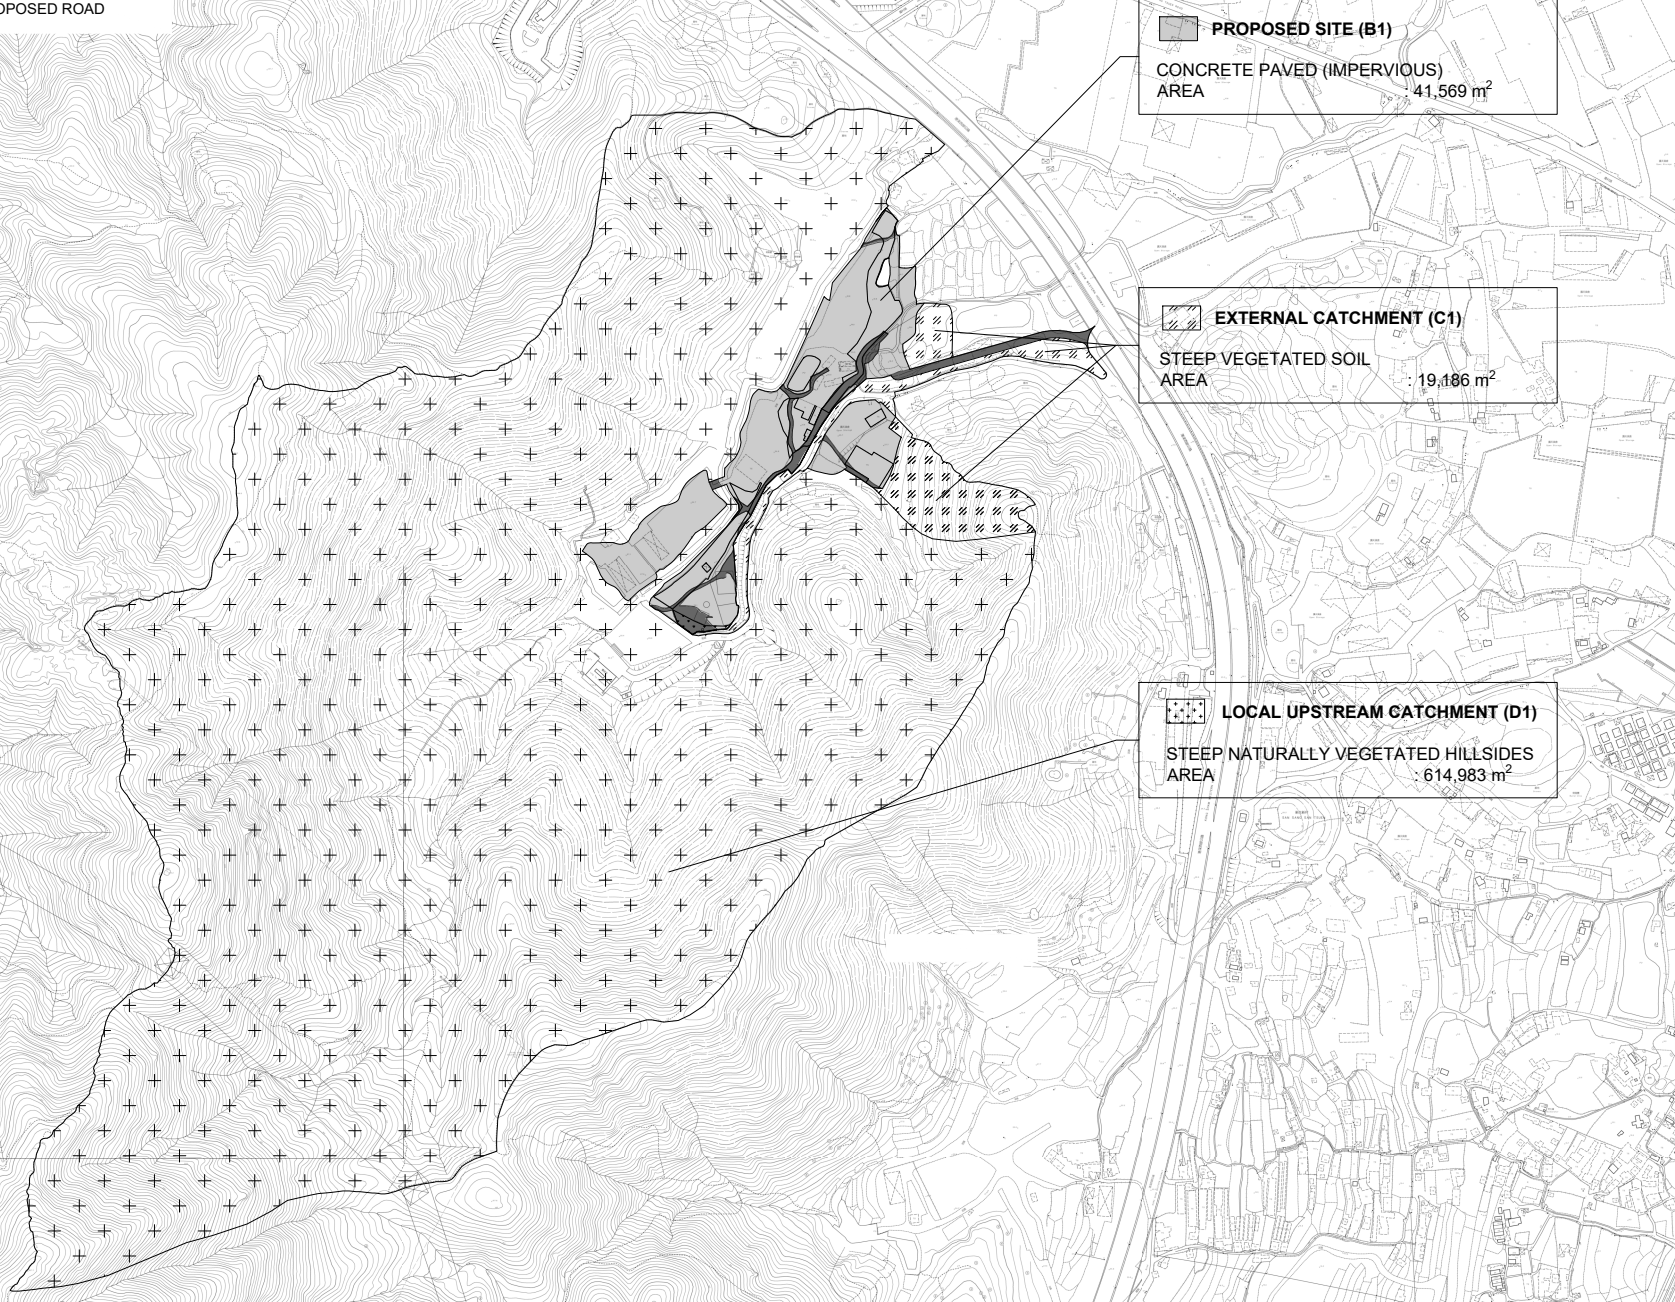 OPOSED ROAD
PROPOSED SITE (B1)
CONCRETE PAVED (IMPERVIOUS)
AREA : 41,569 m²
EXTERNAL CATCHMENT (C1)
STEEP VEGETATED SOIL
AREA : 19,186 m²
LOCAL UPSTREAM CATCHMENT (D1)
STEEP NATURALLY VEGETATED HILLSIDES
AREA : 614,983 m²